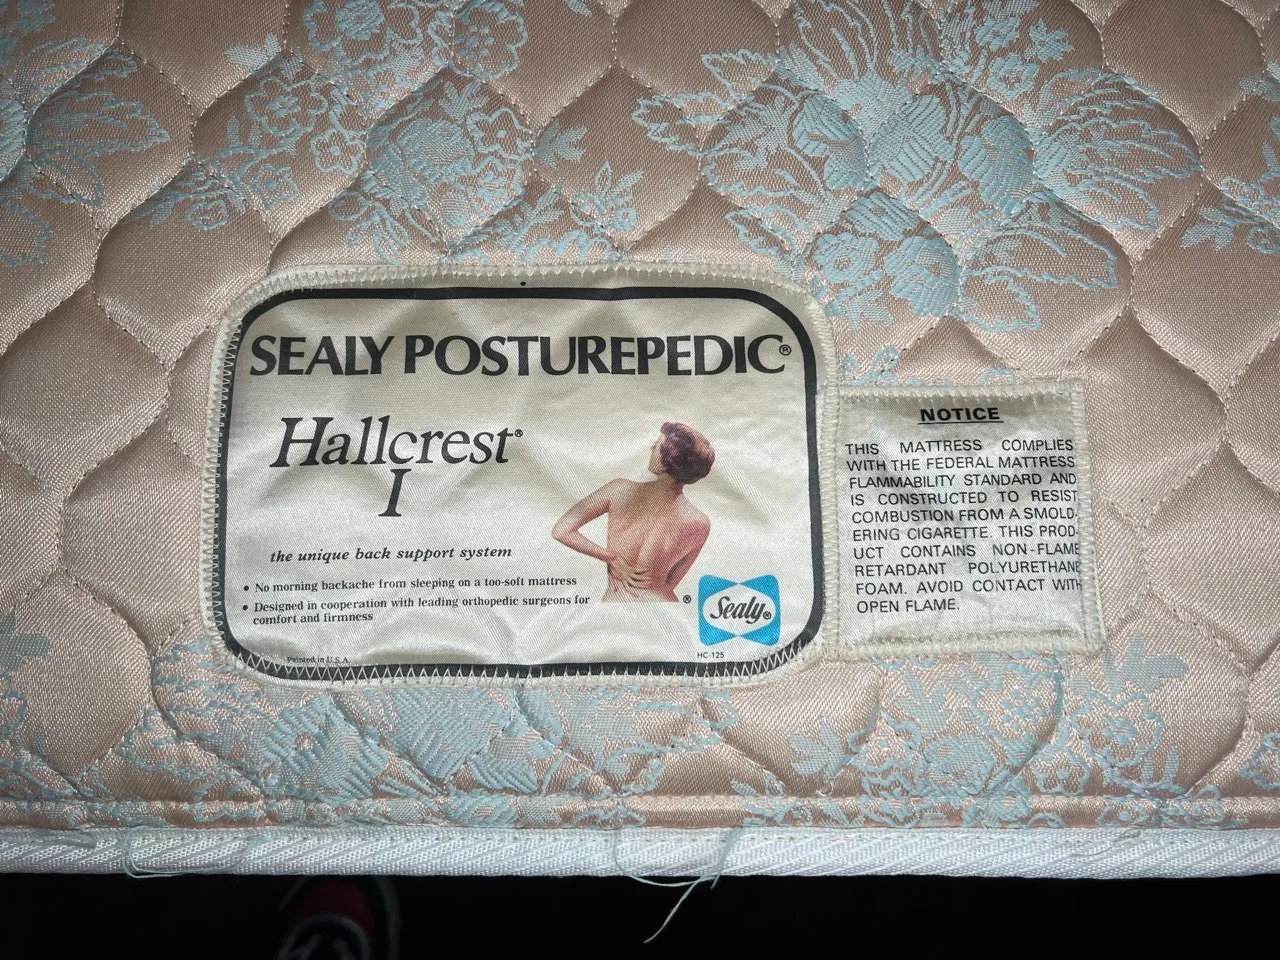 SEALY POSTUREPEDIC®
Hallcrest®
I
the unique back support system
• No morning backache from sleeping on a too-soft mattress
• Designed in cooperation with leading orthopedic surgeons for
comfort and firmness
®
Sealy®
HC-125
Printed in U.S.A.
NOTICE
THIS MATTRESS COMPLIES
WITH THE FEDERAL MATTRESS
FLAMMABILITY STANDARD AND
IS CONSTRUCTED TO RESIST
COMBUSTION FROM A SMOLD-
ERING CIGARETTE. THIS PROD-
UCT CONTAINS NON-FLAME
RETARDANT POLYURETHANE
FOAM. AVOID CONTACT WITH
OPEN FLAME.